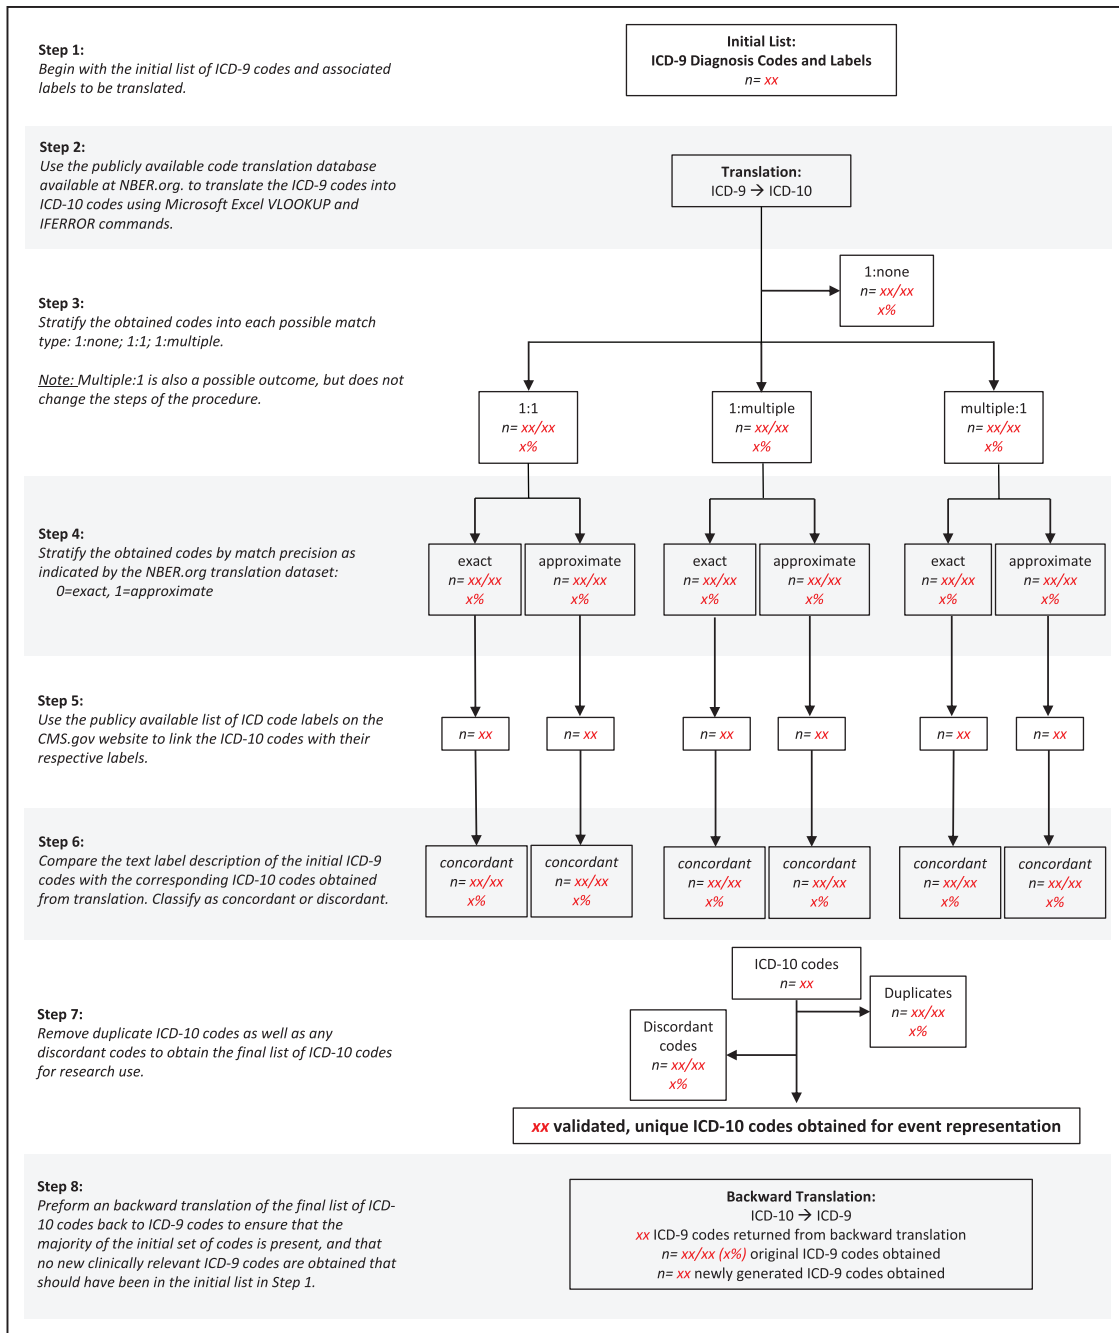 Step 1:
Begin with the initial list of ICD-9 codes and associated
labels to be translated.
Initial List:
ICD-9 Diagnosis Codes and Labels
n= xx
Step 2:
Use the publicly available code translation database
available at NBER.org. to translate the ICD-9 codes into
ICD-10 codes using Microsoft Excel VLOOKUP and
IFERROR commands.
Translation:
ICD-9 → ICD-10
1:none
n= xx/xx
x%
Step 3:
Stratify the obtained codes into each possible match
type: 1:none; 1:1; 1:multiple.
Note: Multiple:1 is also a possible outcome, but does not
change the steps of the procedure.
1:1
n= xx/xx
x%
1:multiple
n= xx/xx
x%
multiple:1
n= xx/xx
x%
Step 4:
Stratify the obtained codes by match precision as
indicated by the NBER.org translation dataset:
0=exact, 1=approximate
exact
n= xx/xx
x%
approximate
n= xx/xx
x%
exact
n= xx/xx
x%
approximate
n= xx/xx
x%
exact
n= xx/xx
x%
approximate
n= xx/xx
x%
Step 5:
Use the publicy available list of ICD code labels on the
CMS.gov website to link the ICD-10 codes with their
respective labels.
n= xx
n= xx
n= xx
n= xx
n= xx
n= xx
Step 6:
Compare the text label description of the initial ICD-9
codes with the corresponding ICD-10 codes obtained
from translation. Classify as concordant or discordant.
concordant
n= xx/xx
x%
concordant
n= xx/xx
x%
concordant
n= xx/xx
x%
concordant
n= xx/xx
x%
concordant
n= xx/xx
x%
concordant
n= xx/xx
x%
Step 7:
Remove duplicate ICD-10 codes as well as any
discordant codes to obtain the final list of ICD-10 codes
for research use.
ICD-10 codes
n= xx
Duplicates
n= xx/xx
x%
Discordant
codes
n= xx/xx
x%
xx validated, unique ICD-10 codes obtained for event representation
Step 8:
Preform an backward translation of the final list of ICD-
10 codes back to ICD-9 codes to ensure that the
majority of the initial set of codes is present, and that
no new clinically relevant ICD-9 codes are obtained that
should have been in the initial list in Step 1.
Backward Translation:
ICD-10 → ICD-9
xx ICD-9 codes returned from backward translation
n= xx/xx (x%) original ICD-9 codes obtained
n= xx newly generated ICD-9 codes obtained